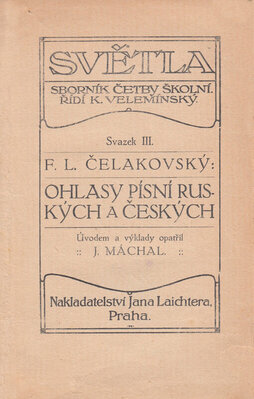 SVĚTLA
SBORNÍK ČETBY ŠKOLNÍ.
ŘÍDÍ K. VELEMÍNSKÝ.
Svazek III.
F. L. ČELAKOVSKÝ:
OHLASY PÍSNÍ RUS-
KÝCH A ČESKÝCH
Úvodem a výklady opatřil
:: J. MÁCHAL. ::
Nakladatelství Jana Laichtera,
Praha.